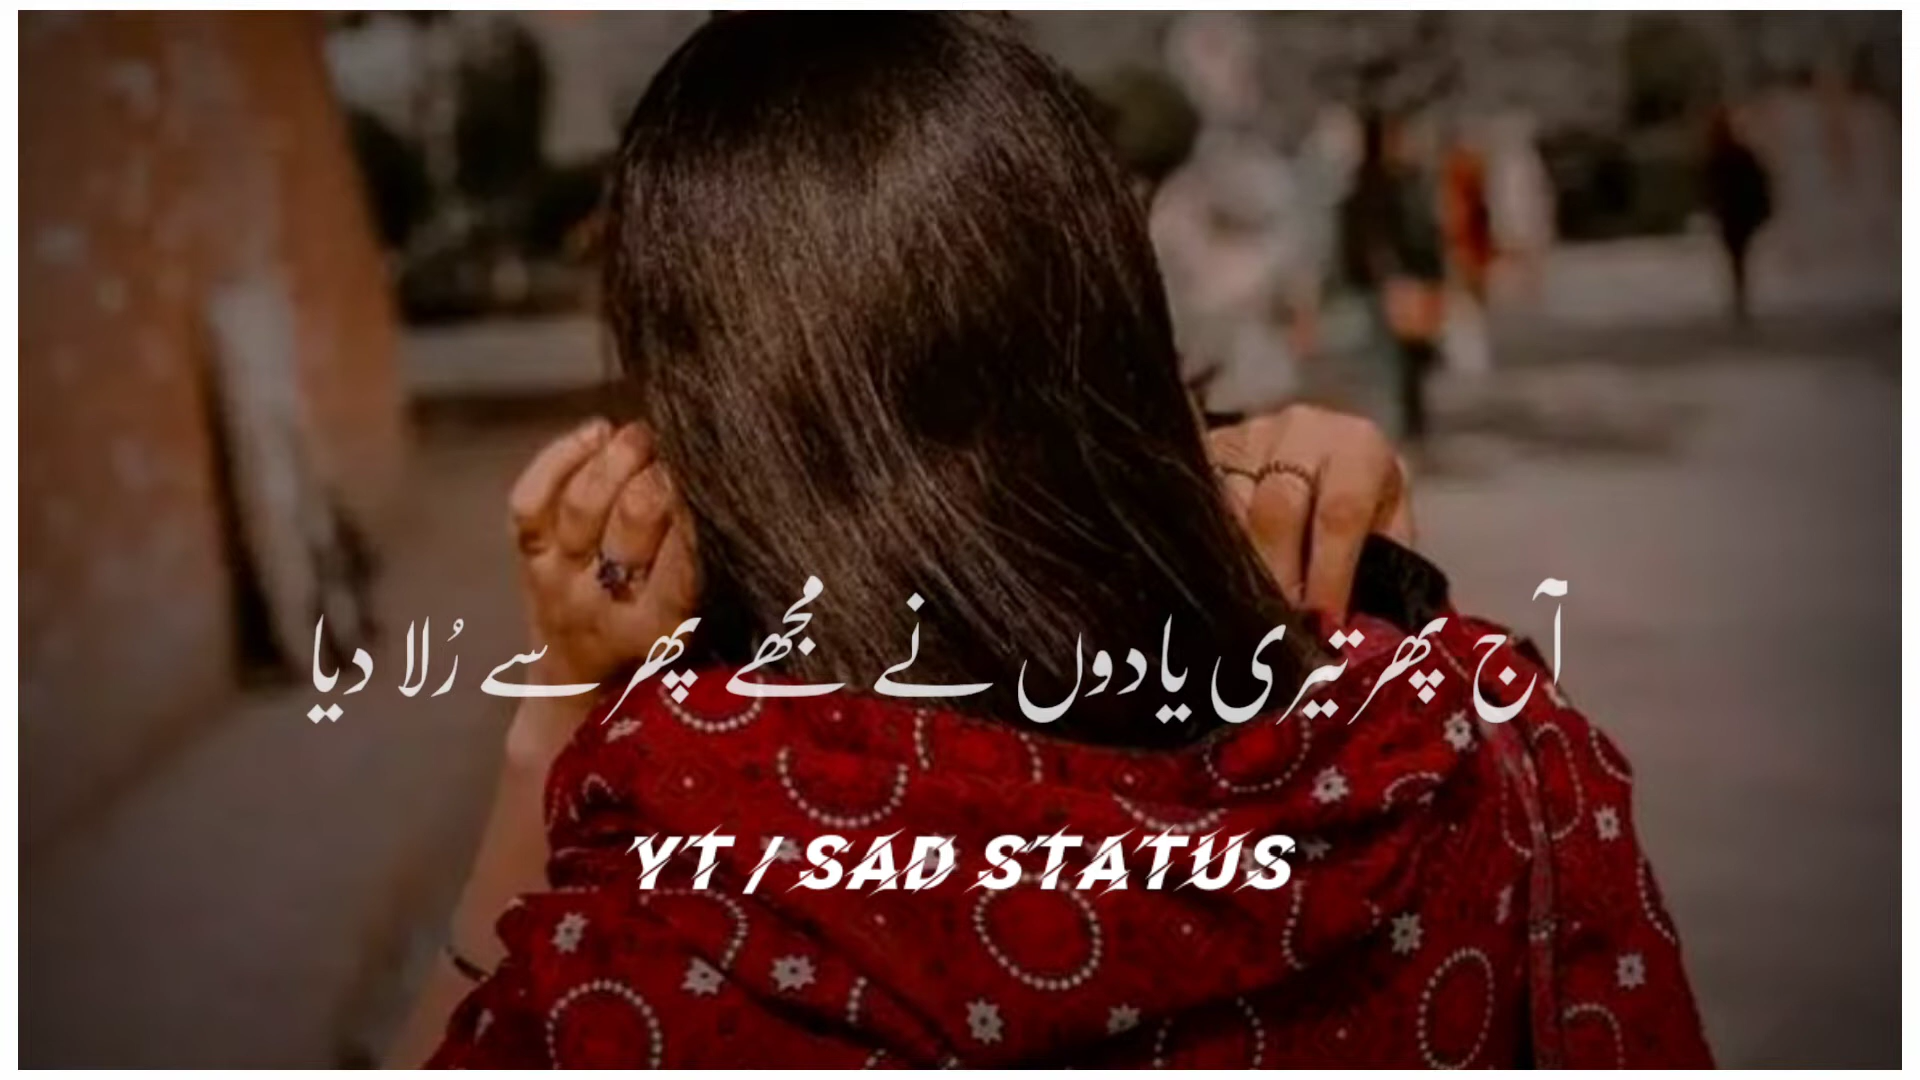 آج پھر تیری یادوں نے مجھے پھر سے رُلا دیا
YT / SAD STATUS